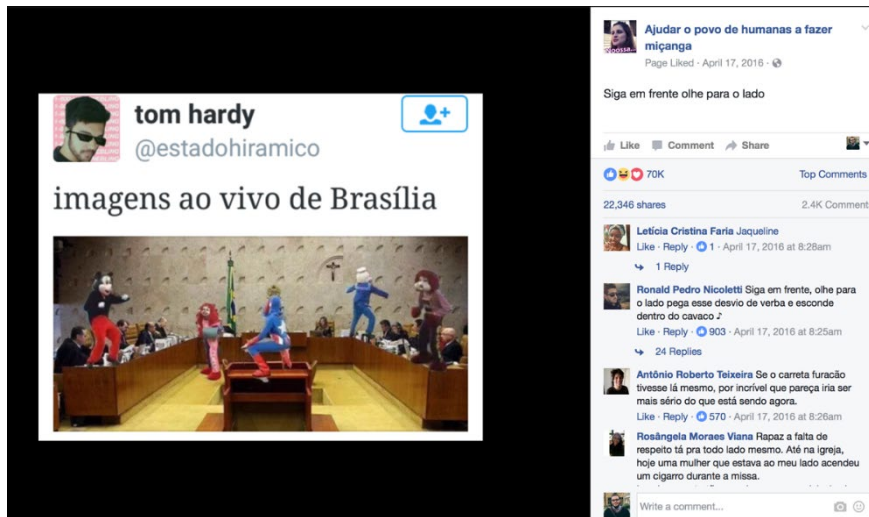 tom hardy
@estadohiramico
imagens ao vivo de Brasília
Ajudar o povo de humanas a fazer
miçanga
Page Liked · April 17, 2016 ·
Siga em frente olhe para o lado
Like Comment Share
70K Top Comments
22,346 shares 2.4K Comment
Letícia Cristina Faria Jaqueline
Like · Reply · 1 · April 17, 2016 at 8:28am
1 Reply
Ronald Pedro Nicoletti Siga em frente, olhe para
o lado pega esse desvio de verba e esconde
dentro do cavaco ♪
Like · Reply · 903 · April 17, 2016 at 8:25am
24 Replies
Antônio Roberto Teixeira Se o carreta furacão
tivesse lá mesmo, por incrível que pareça iria ser
mais sério do que está sendo agora.
Like · Reply · 570 · April 17, 2016 at 8:26am
Rosângela Moraes Viana Rapaz a falta de
respeito tá pra todo lado mesmo. Até na igreja,
hoje uma mulher que estava ao meu lado acendeu
um cigarro durante a missa.
Write a comment...